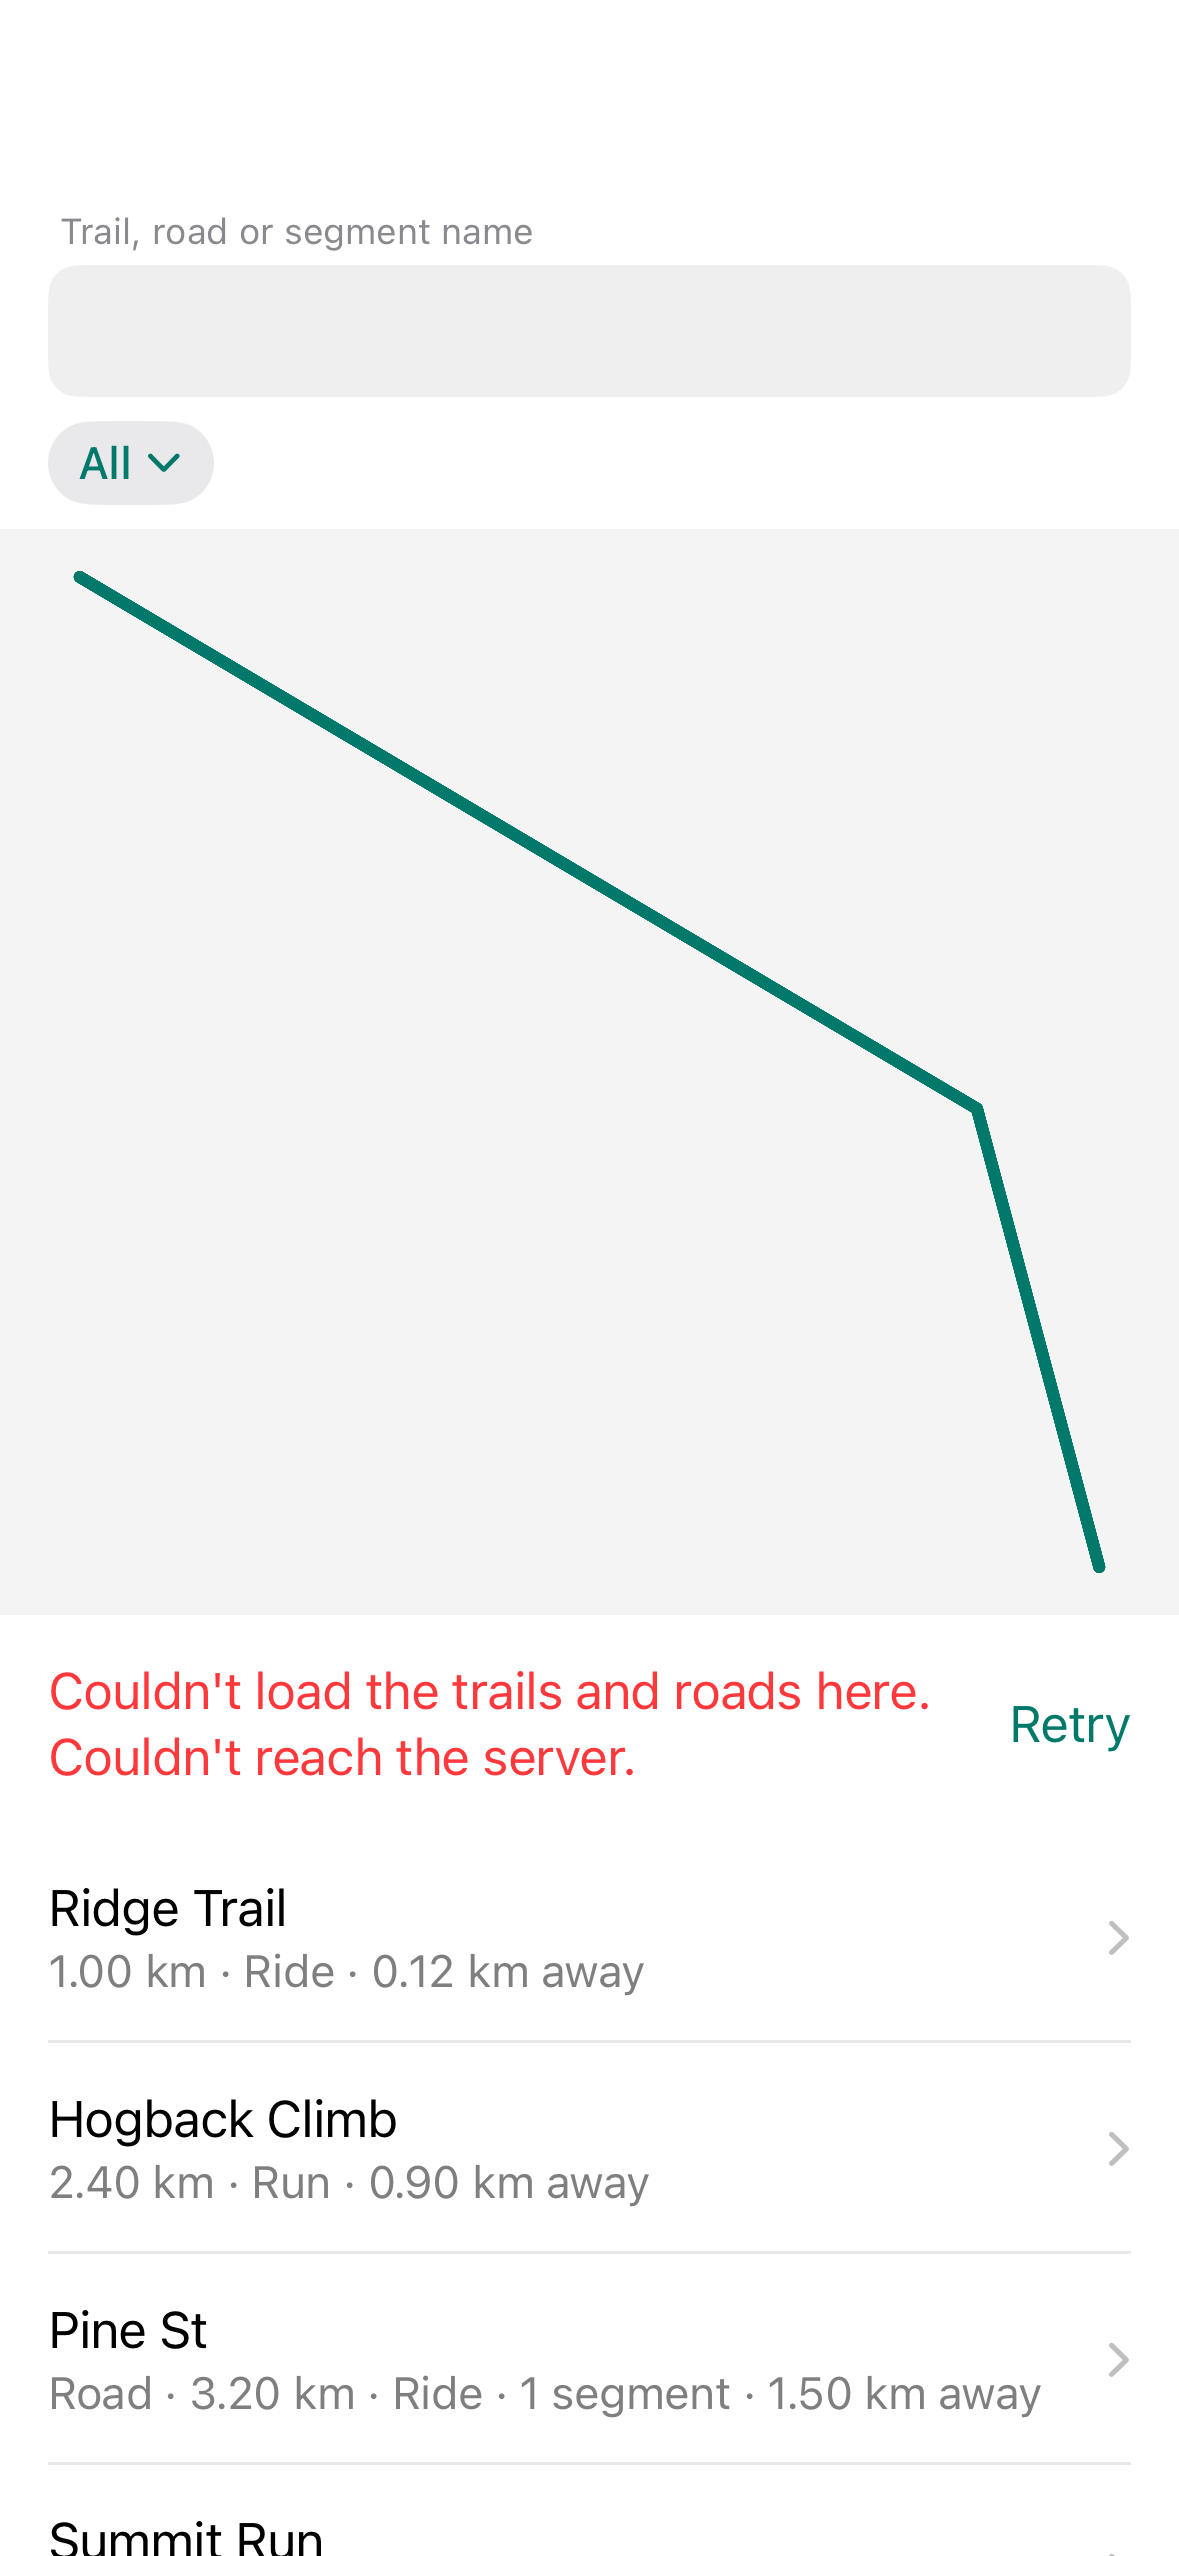 Trail, road or segment name
All
Couldn't load the trails and roads here.
Couldn't reach the server.
Retry
Ridge Trail
1.00 km · Ride · 0.12 km away
Hogback Climb
2.40 km · Run · 0.90 km away
Pine St
Road · 3.20 km · Ride · 1 segment · 1.50 km away
Summit Run